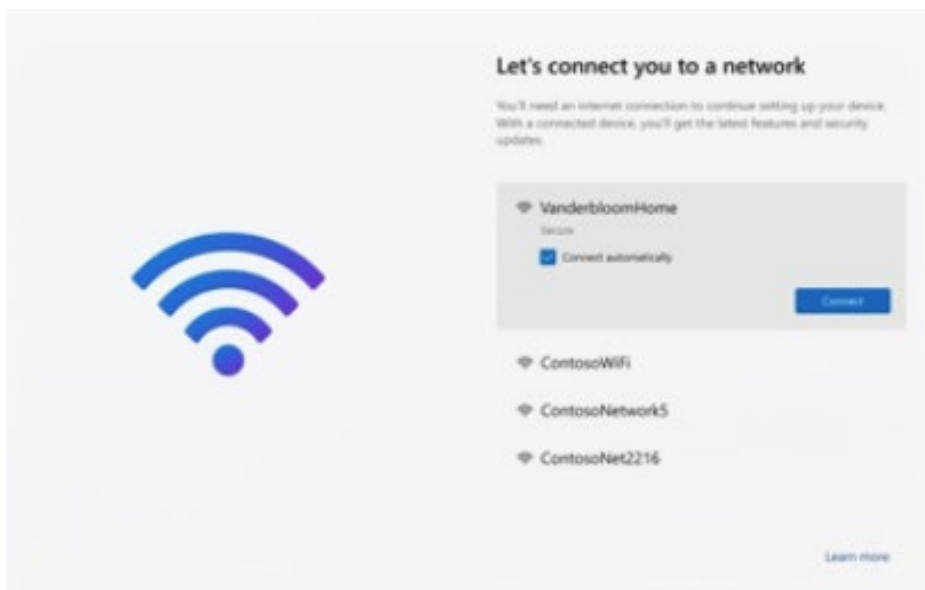 Let's connect you to a network
You'll need an internet connection to continue setting up your device.
With a connected device, you'll get the latest features and security
updates.
VanderbloomHome
Secure
Connect automatically
Connect
ContosoWiFi
ContosoNetwork5
ContosoNet2216
Learn more